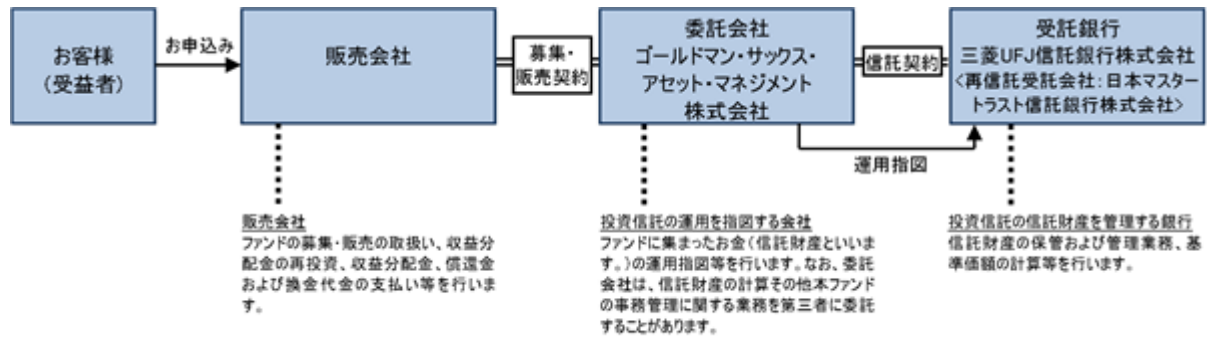 お客様
（受益者）
お申込み
販売会社
募集・
販売契約
委託会社
ゴールドマン・サックス・
アセット・マネジメント
株式会社
信託契約
受託銀行
三菱UFJ信託銀行株式会社
<再信託受託会社：日本マスター
トラスト信託銀行株式会社>
運用指図
販売会社
ファンドの募集・販売の取扱い、収益分
配金の再投資、収益分配金、償還金
および換金代金の支払い等を行いま
す。
投資信託の運用を指図する会社
ファンドに集まったお金（信託財産といいま
す。）の運用指図等を行います。なお、委託
会社は、信託財産の計算その他本ファンド
の事務管理に関する業務を第三者に委託
することがあります。
投資信託の信託財産を管理する銀行
信託財産の保管および管理業務、基
準価額の計算等を行います。